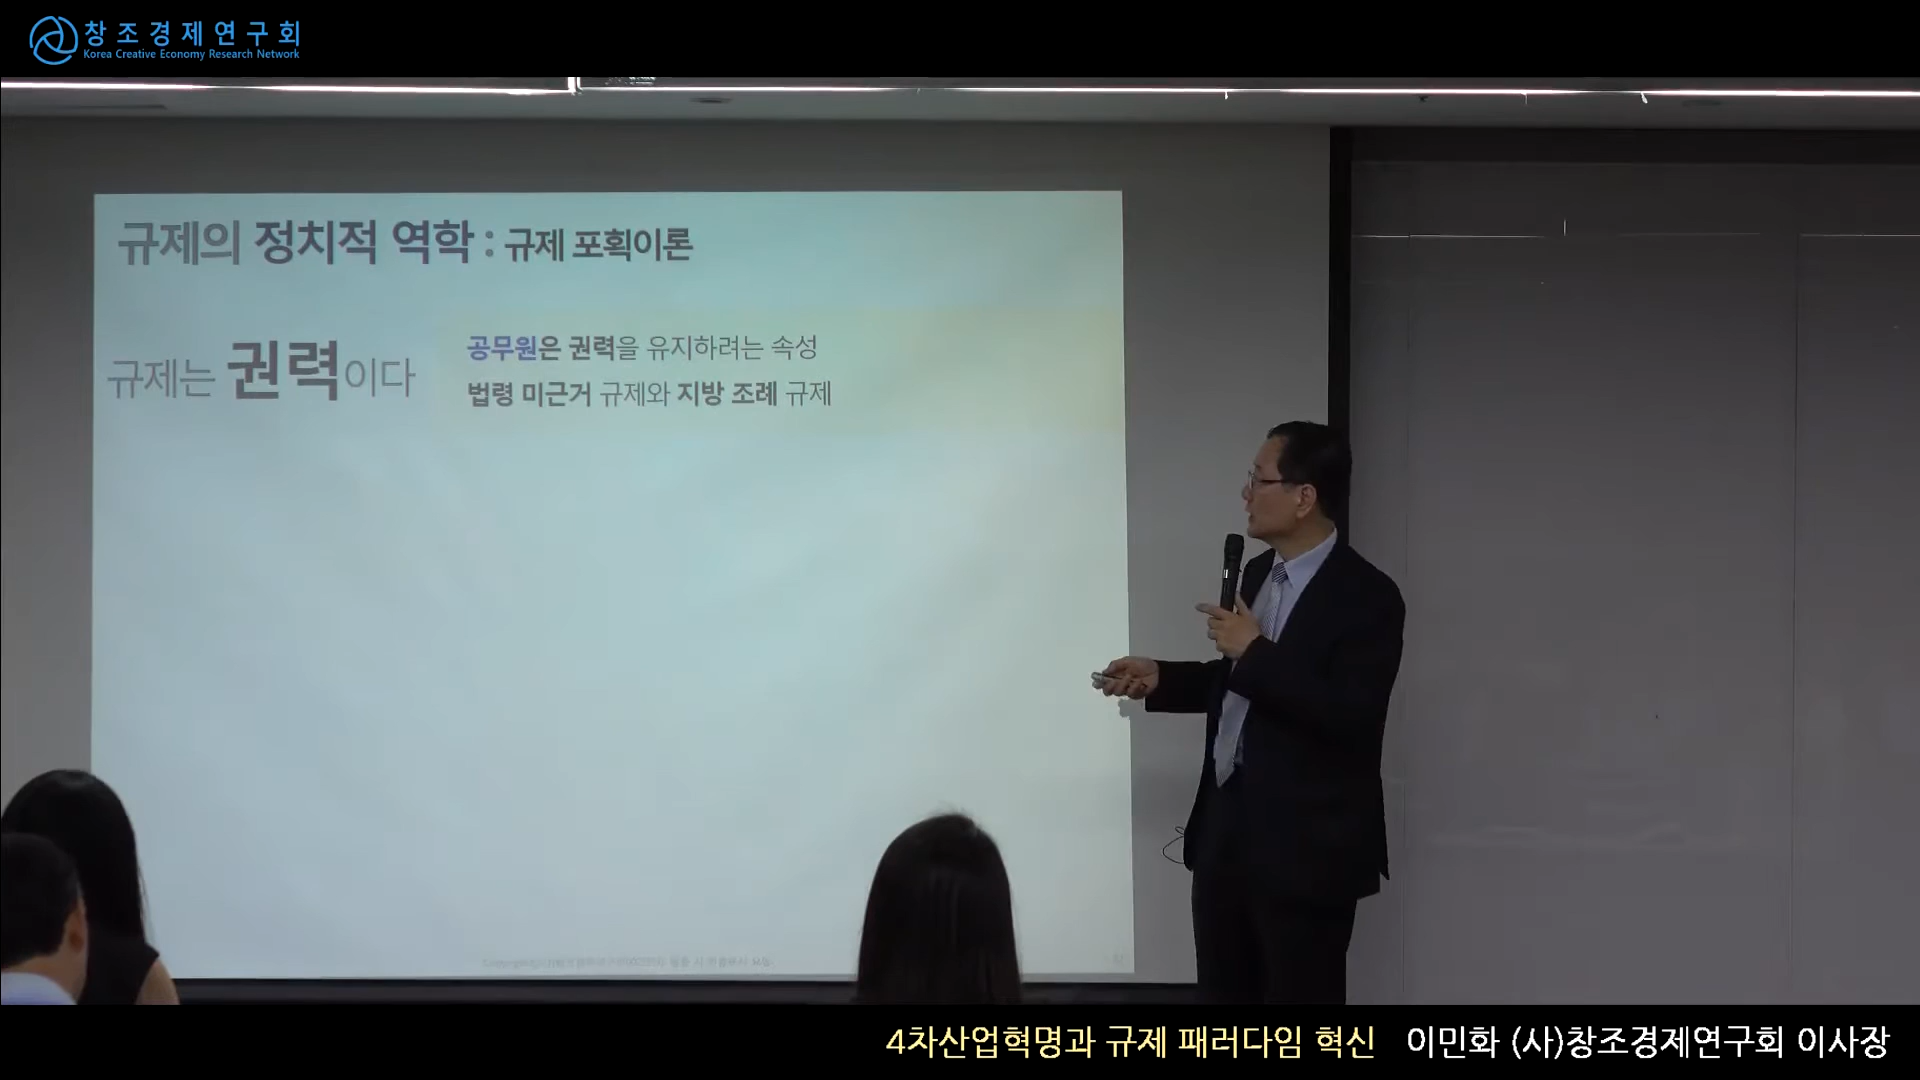 창조경제연구회
Korea Creative Economy Research Network
규제의 정치적 역학 : 규제 포획이론
규제는 권력이다
공무원은 권력을 유지하려는 속성
법령 미근거 규제와 지방 조례 규제
4차산업혁명과 규제 패러다임 혁신 이민화 (사)창조경제연구회 이사장